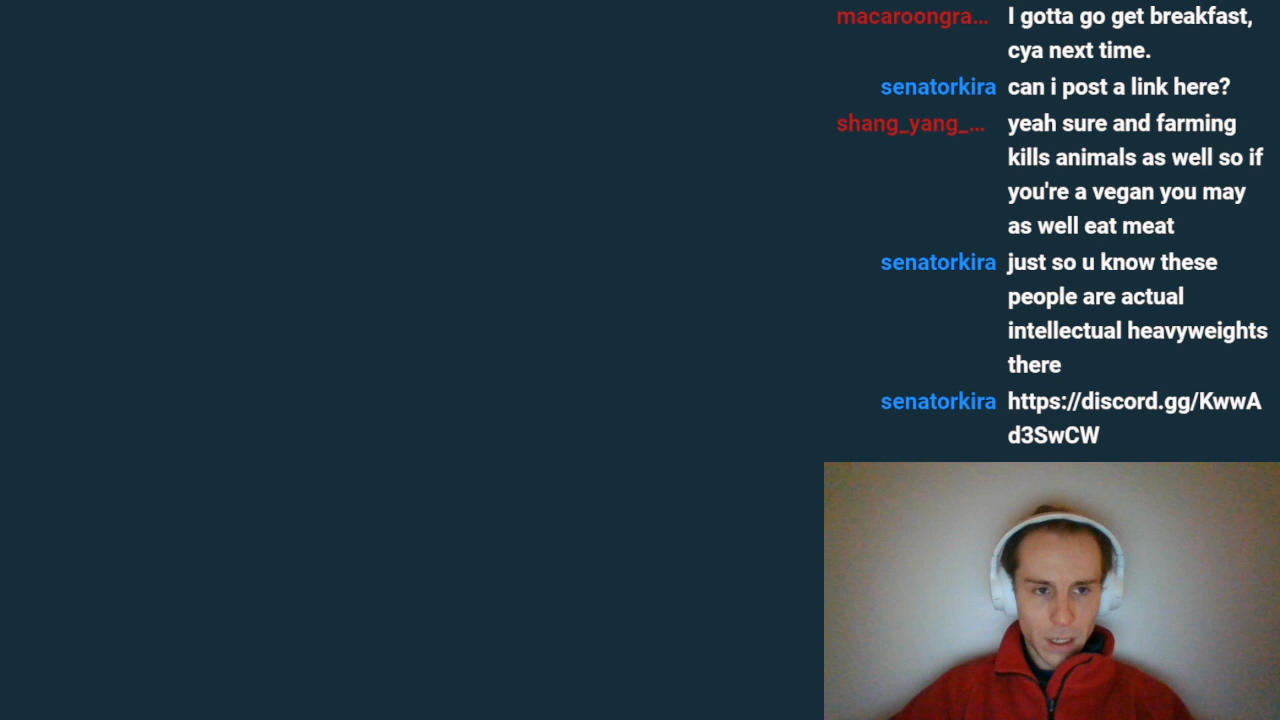 macaroongra... I gotta go get breakfast,
cya next time.
senatorkira can i post a link here?
shang_yang_... yeah sure and farming
kills animals as well so if
you're a vegan you may
as well eat meat
senatorkira just so u know these
people are actual
intellectual heavyweights
there
senatorkira https://discord.gg/KwwA
d3SwCW